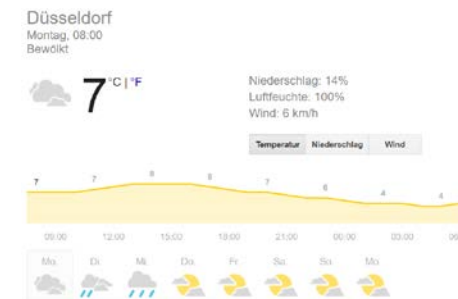 Düsseldorf
Montag, 08:00
Bewölkt
7 °C | °F
Niederschlag: 14%
Luftfeuchte: 100%
Wind: 6 km/h
Temperatur Niederschlag Wind
7 7 8 8 7 6 4 4
09:00 12:00 15:00 18:00 21:00 00:00 03:00 06
Mo. Di. Mi. Do. Fr. Sa. So. Mo.